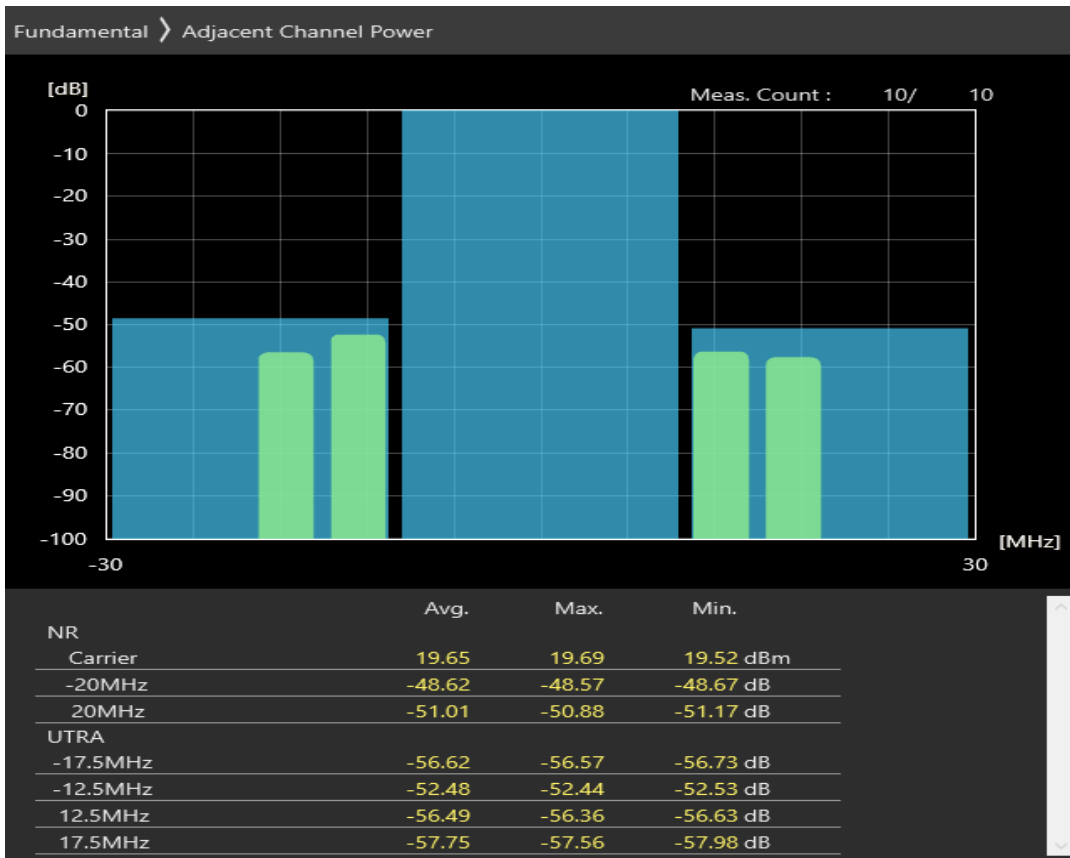 Fundamental 〉 Adjacent Channel Power
[dB]
Meas. Count : 10/ 10
0
-10
-20
-30
-40
-50
-60
-70
-80
-90
-100
[MHz]
-30 30
Avg. Max. Min.
NR
Carrier 19.65 19.69 19.52 dBm
-20MHz -48.62 -48.57 -48.67 dB
20MHz -51.01 -50.88 -51.17 dB
UTRA
-17.5MHz -56.62 -56.57 -56.73 dB
-12.5MHz -52.48 -52.44 -52.53 dB
12.5MHz -56.49 -56.36 -56.63 dB
17.5MHz -57.75 -57.56 -57.98 dB